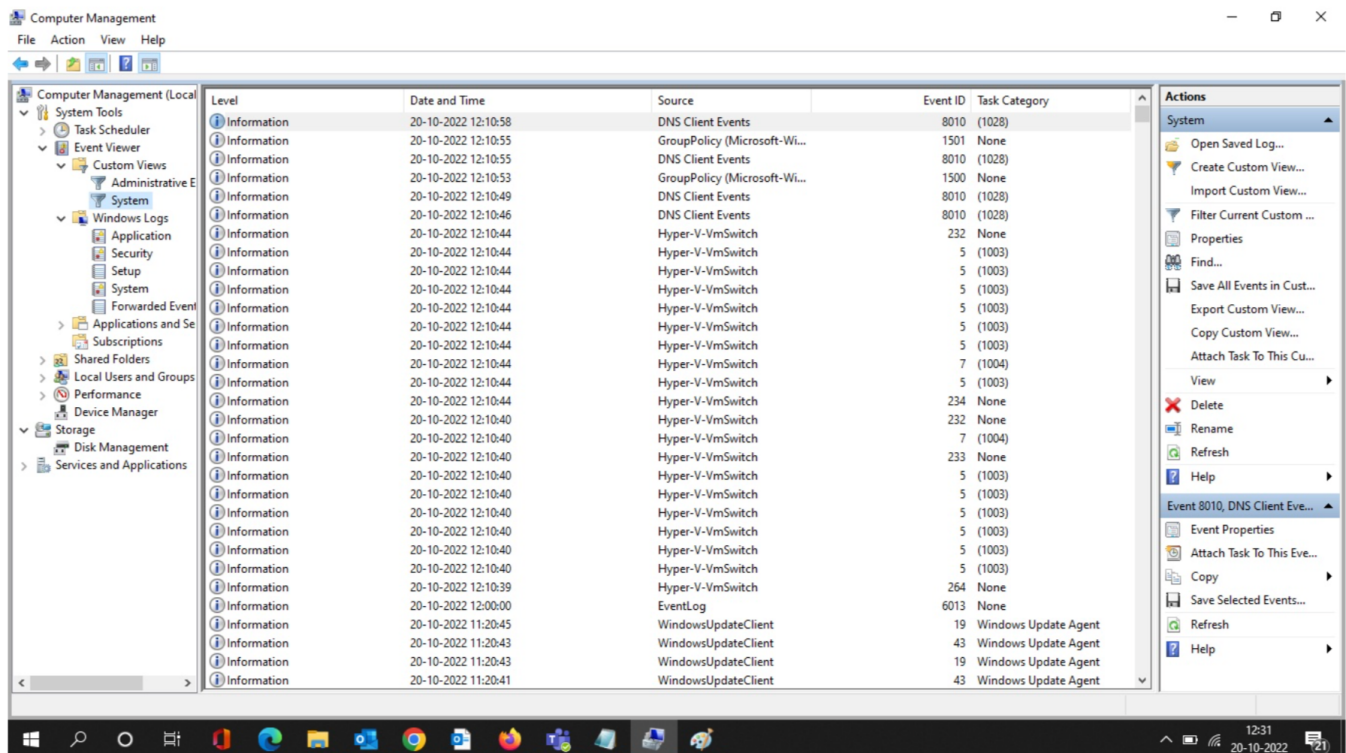 Computer Management
File Action View Help
Computer Management (Local
System Tools
Task Scheduler
Event Viewer
Custom Views
Administrative E
System
Windows Logs
Application
Security
Setup
System
Forwarded Event
Applications and Se
Subscriptions
Shared Folders
Local Users and Groups
Performance
Device Manager
Storage
Disk Management
Services and Applications
Level Date and Time Source Event ID Task Category
Information 20-10-2022 12:10:58 DNS Client Events 8010 (1028)
Information 20-10-2022 12:10:55 GroupPolicy (Microsoft-Wi... 1501 None
Information 20-10-2022 12:10:55 DNS Client Events 8010 (1028)
Information 20-10-2022 12:10:53 GroupPolicy (Microsoft-Wi... 1500 None
Information 20-10-2022 12:10:49 DNS Client Events 8010 (1028)
Information 20-10-2022 12:10:46 DNS Client Events 8010 (1028)
Information 20-10-2022 12:10:44 Hyper-V-VmSwitch 232 None
Information 20-10-2022 12:10:44 Hyper-V-VmSwitch 5 (1003)
Information 20-10-2022 12:10:44 Hyper-V-VmSwitch 5 (1003)
Information 20-10-2022 12:10:44 Hyper-V-VmSwitch 5 (1003)
Information 20-10-2022 12:10:44 Hyper-V-VmSwitch 5 (1003)
Information 20-10-2022 12:10:44 Hyper-V-VmSwitch 5 (1003)
Information 20-10-2022 12:10:44 Hyper-V-VmSwitch 5 (1003)
Information 20-10-2022 12:10:44 Hyper-V-VmSwitch 7 (1004)
Information 20-10-2022 12:10:44 Hyper-V-VmSwitch 5 (1003)
Information 20-10-2022 12:10:44 Hyper-V-VmSwitch 234 None
Information 20-10-2022 12:10:40 Hyper-V-VmSwitch 232 None
Information 20-10-2022 12:10:40 Hyper-V-VmSwitch 7 (1004)
Information 20-10-2022 12:10:40 Hyper-V-VmSwitch 233 None
Information 20-10-2022 12:10:40 Hyper-V-VmSwitch 5 (1003)
Information 20-10-2022 12:10:40 Hyper-V-VmSwitch 5 (1003)
Information 20-10-2022 12:10:40 Hyper-V-VmSwitch 5 (1003)
Information 20-10-2022 12:10:40 Hyper-V-VmSwitch 5 (1003)
Information 20-10-2022 12:10:40 Hyper-V-VmSwitch 5 (1003)
Information 20-10-2022 12:10:40 Hyper-V-VmSwitch 5 (1003)
Information 20-10-2022 12:10:39 Hyper-V-VmSwitch 264 None
Information 20-10-2022 12:00:00 EventLog 6013 None
Information 20-10-2022 11:20:45 WindowsUpdateClient 19 Windows Update Agent
Information 20-10-2022 11:20:43 WindowsUpdateClient 43 Windows Update Agent
Information 20-10-2022 11:20:43 WindowsUpdateClient 19 Windows Update Agent
Information 20-10-2022 11:20:41 WindowsUpdateClient 43 Windows Update Agent
Actions
System
Open Saved Log...
Create Custom View...
Import Custom View...
Filter Current Custom ...
Properties
Find...
Save All Events in Cust...
Export Custom View...
Copy Custom View...
Attach Task To This Cu...
View
Delete
Rename
Refresh
Help
Event 8010, DNS Client Eve...
Event Properties
Attach Task To This Eve...
Copy
Save Selected Events...
Refresh
Help
12:31
20-10-2022
21